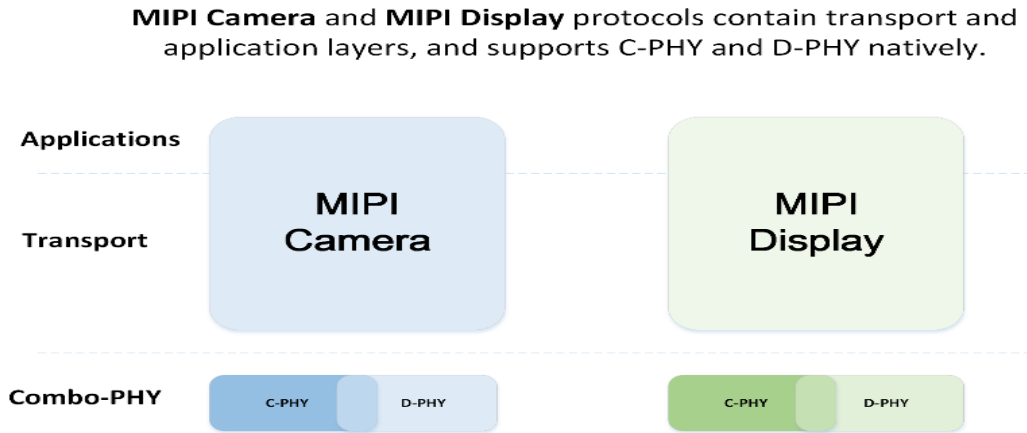 MIPI Camera and MIPI Display protocols contain transport and
application layers, and supports C-PHY and D-PHY natively.
Applications
MIPI
Camera
MIPI
Display
Transport
Combo-PHY
C-PHY
D-PHY
C-PHY
D-PHY